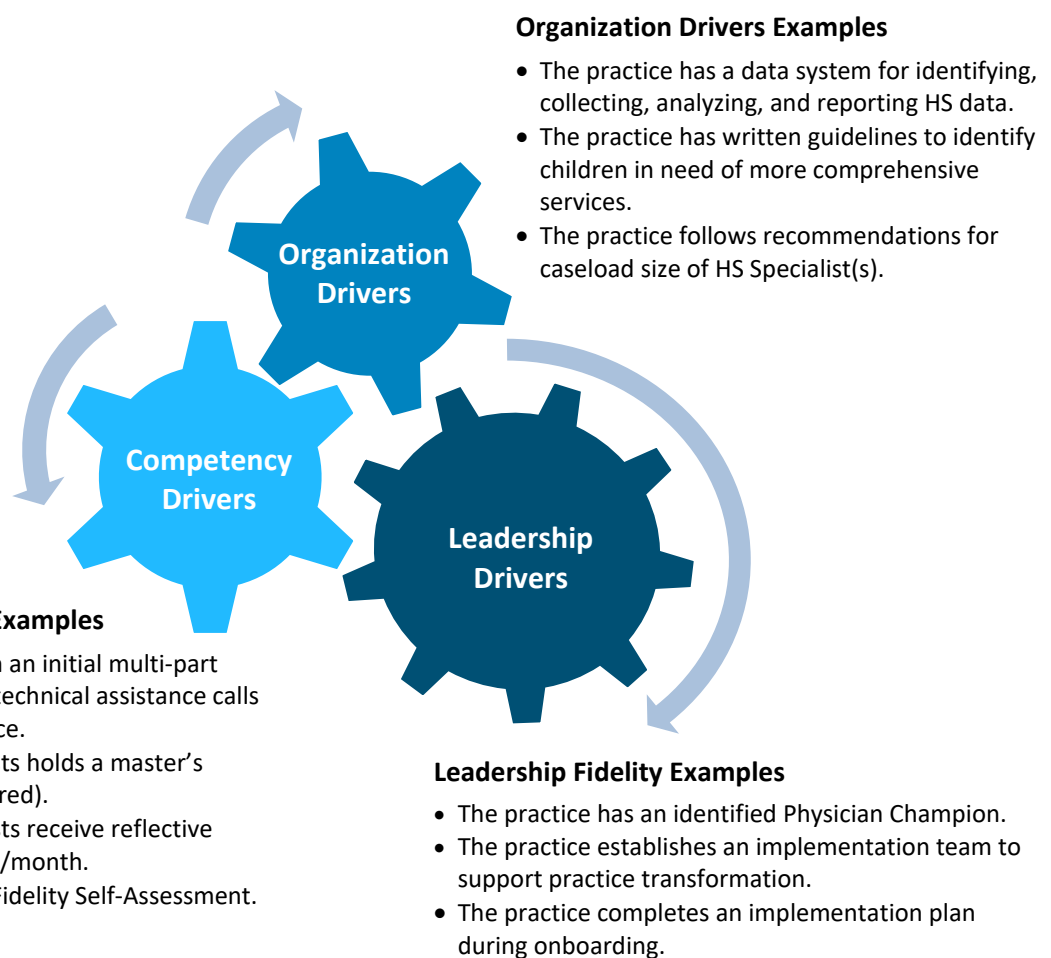 Organization Drivers Examples
• The practice has a data system for identifying,
collecting, analyzing, and reporting HS data.
• The practice has written guidelines to identify
children in need of more comprehensive
services.
• The practice follows recommendations for
caseload size of HS Specialist(s).
Organization
Drivers
Competency
Drivers
Leadership
Drivers
Examples
an initial multi-part
technical assistance calls
ce.
ts holds a master's
red).
sts receive reflective
/month.
Fidelity Self-Assessment.
Leadership Fidelity Examples
• The practice has an identified Physician Champion.
• The practice establishes an implementation team to
support practice transformation.
• The practice completes an implementation plan
during onboarding.